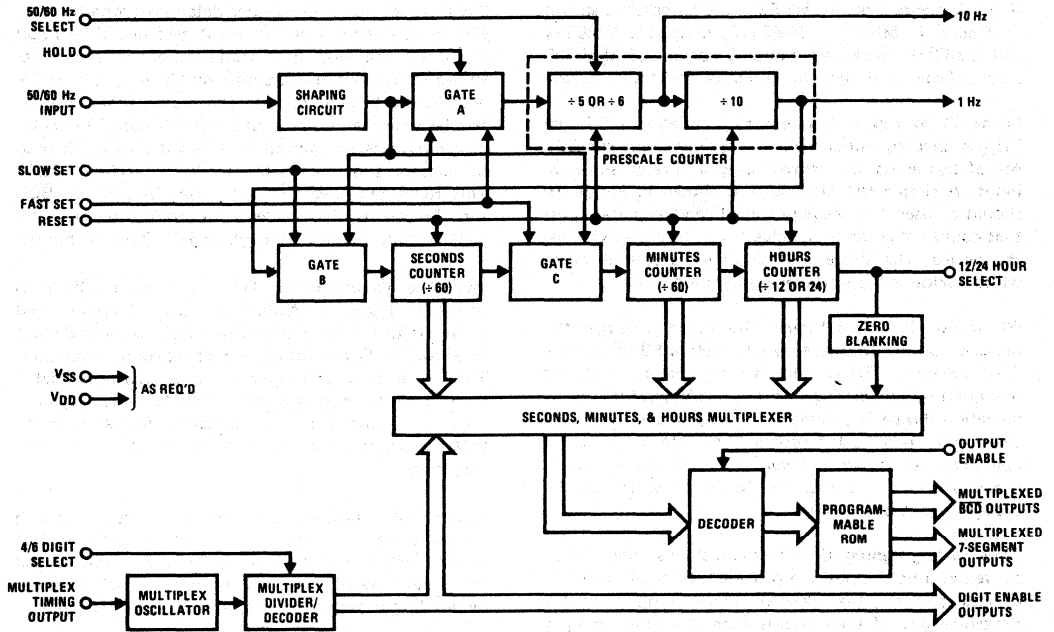 50/60 Hz
SELECT
10 Hz
HOLD
50/60 Hz
INPUT
SHAPING
CIRCUIT
GATE
A
÷ 5 OR ÷ 6
÷ 10
1 Hz
PRESCALE COUNTER
SLOW SET
FAST SET
RESET
GATE
B
SECONDS
COUNTER
(÷ 60)
GATE
C
MINUTES
COUNTER
(÷ 60)
HOURS
COUNTER
(÷ 12 OR 24)
12/24 HOUR
SELECT
ZERO
BLANKING
VSS
VDD
AS REQ'D
SECONDS, MINUTES, & HOURS MULTIPLEXER
OUTPUT
ENABLE
DECODER
PROGRAM-
MABLE
ROM
MULTIPLEXED
BCD OUTPUTS
MULTIPLEXED
7-SEGMENT
OUTPUTS
4/6 DIGIT
SELECT
MULTIPLEX
TIMING
OUTPUT
MULTIPLEX
OSCILLATOR
MULTIPLEX
DIVIDER/
DECODER
DIGIT ENABLE
OUTPUTS